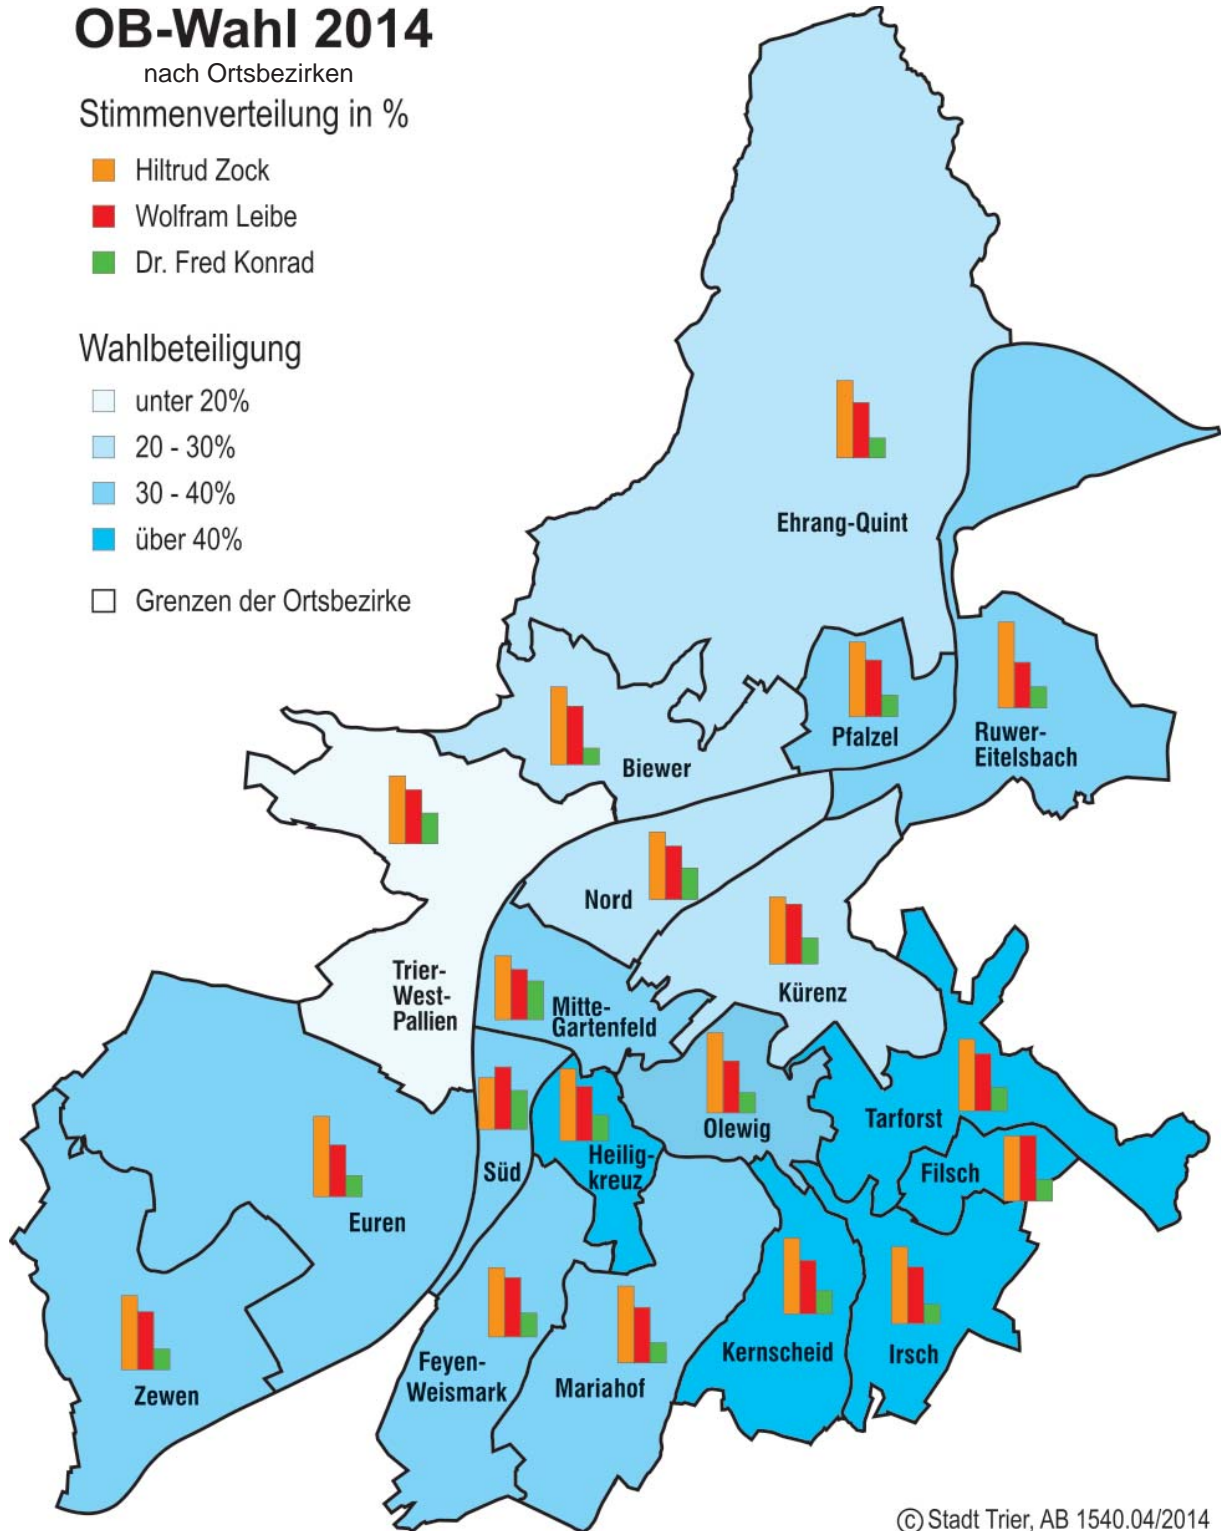 OB-Wahl 2014
nach Ortsbezirken
Stimmenverteilung in %
Hiltrud Zock
Wolfram Leibe
Dr. Fred Konrad
Wahlbeteiligung
unter 20%
20 - 30%
30 - 40%
über 40%
Grenzen der Ortsbezirke
Ehrang-Quint
Pfalzel
Ruwer-
Eitelsbach
Biewer
Nord
Trier-
West-
Pallien
Kürenz
Mitte-
Gartenfeld
Olewig
Tarforst
Filsch
Heilig-
kreuz
Süd
Euren
Zewen
Feyen-
Weismark
Mariahof
Kernscheid
Irsch
© Stadt Trier, AB 1540.04/2014